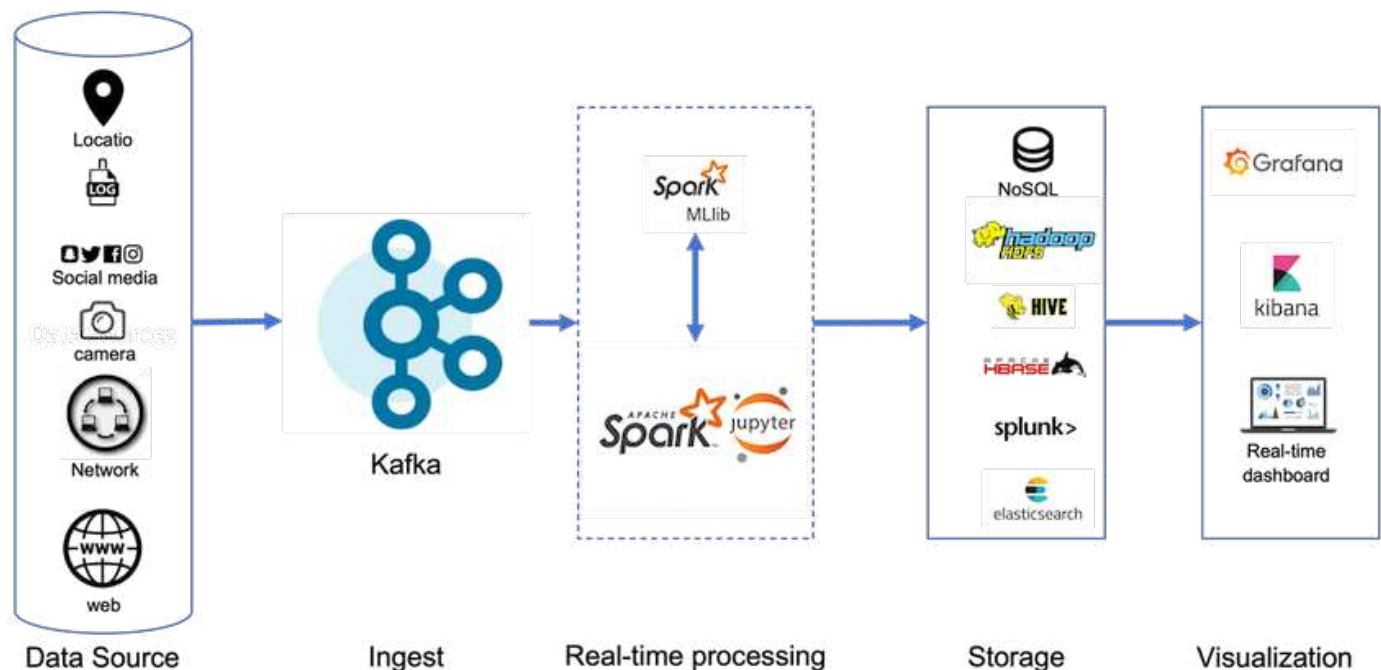 Locatio
LOG
Social media
camera
Network
WWW
web
Data Source
Kafka
Ingest
Spark
MLlib
APACHE
Spark
jupyter
Real-time processing
NoSQL
hadoop
HDFS
HIVE
APACHE
HBASE
splunk>
elasticsearch
Storage
Grafana
kibana
Real-time
dashboard
Visualization